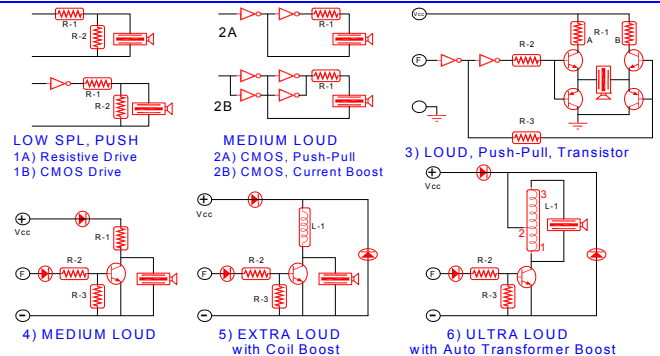 R-1
R-2
R-1
R-2
LOW SPL, PUSH
1A) Resistive Drive
1B) CMOS Drive
2A
R-1
2B
R-1
MEDIUM LOUD
2A) CMOS, Push-Pull
2B) CMOS, Current Boost
Vcc
R-1
A
B
R-2
F
R-3
3) LOUD, Push-Pull, Transistor
Vcc
R-1
R-2
F
R-3
4) MEDIUM LOUD
Vcc
L-1
R-2
F
R-3
5) EXTRA LOUD
with Coil Boost
Vcc
3
L-1
2
1
R-2
F
R-3
6) ULTRA LOUD
with Auto Transformer Boost